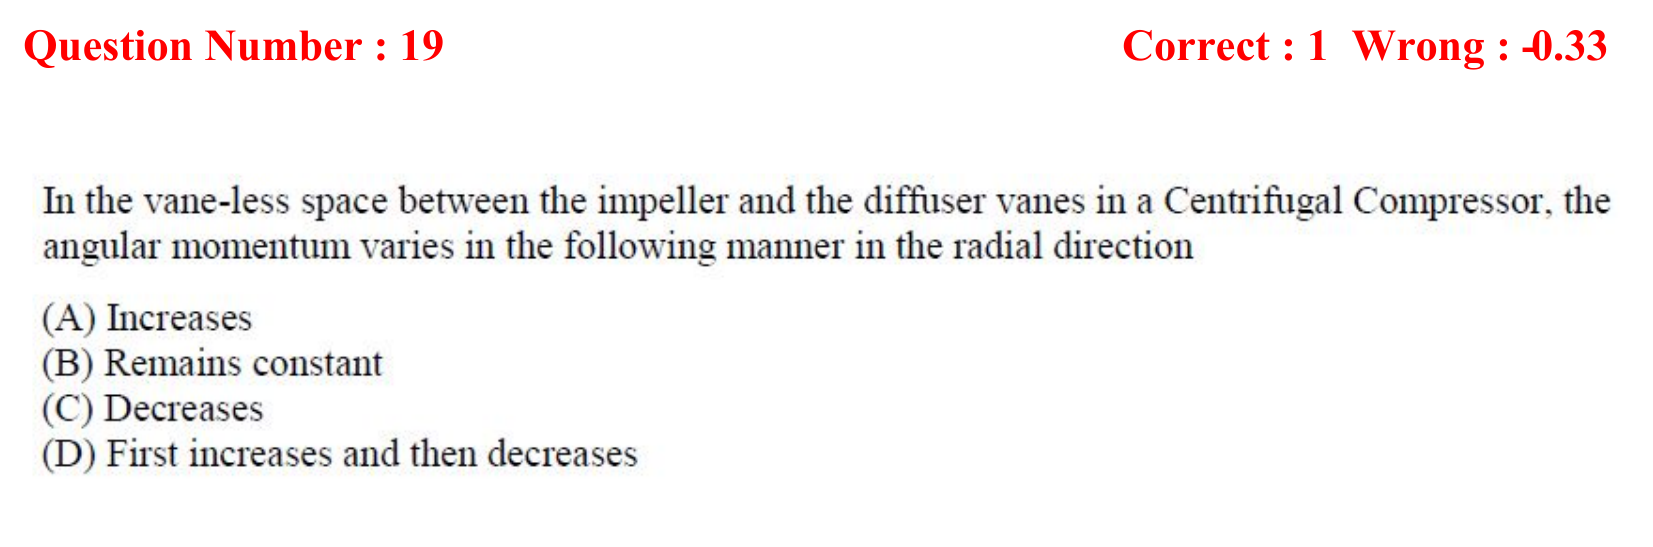 Question Number : 19 Correct : 1 Wrong : -0.33
In the vane-less space between the impeller and the diffuser vanes in a Centrifugal Compressor, the
angular momentum varies in the following manner in the radial direction
(A) Increases
(B) Remains constant
(C) Decreases
(D) First increases and then decreases